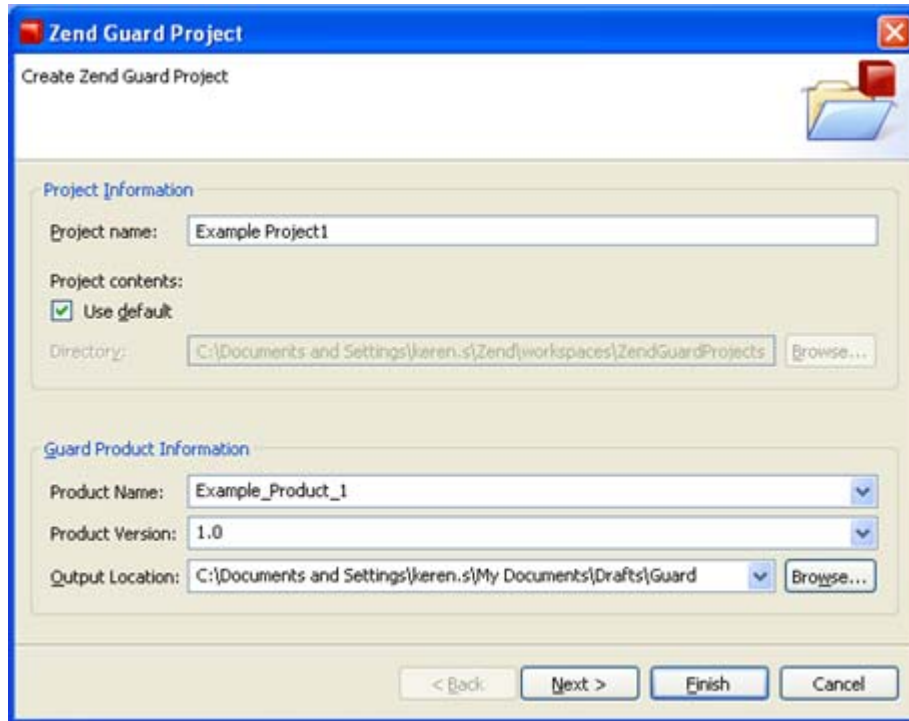 Zend Guard Project
Create Zend Guard Project
Project Information
Project name: Example Project1
Project contents:
Use default
Directory: C:\Documents and Settings\keren.s\Zend\workspaces\ZendGuardProjects Browse...
Guard Product Information
Product Name: Example_Product_1
Product Version: 1.0
Output Location: C:\Documents and Settings\keren.s\My Documents\Drafts\Guard Browse...
< Back Next > Finish Cancel